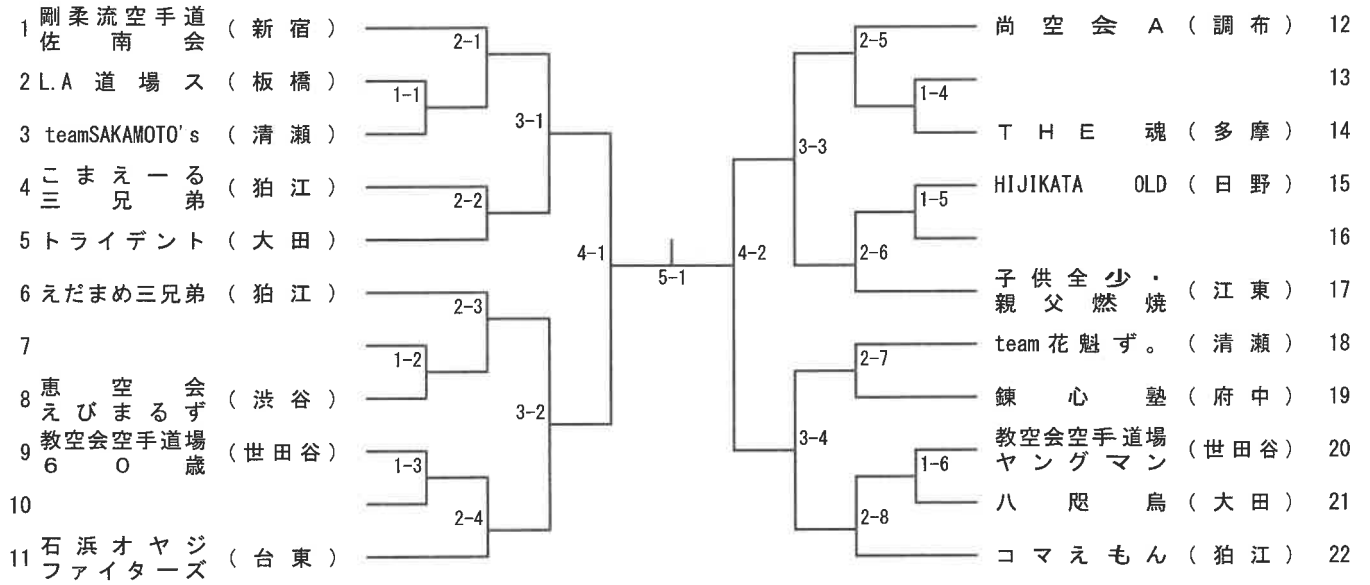 1 剛柔流空手道佐南会 (新宿)
2 L.A道場ス (板橋)
3 teamSAKAMOTO's (清瀬)
4 こまえーる三兄弟 (狛江)
5 トライデント (大田)
6 えだまめ三兄弟 (狛江)
7
8 恵空会えびまるず (渋谷)
9 教空会空手道場60歳 (世田谷)
10
11 石浜オヤジファイターズ (台東)
1-1
1-2
1-3
2-1
2-2
2-3
2-4
3-1
3-2
4-1
5-1
4-2
3-3
3-4
2-5
2-6
2-7
2-8
1-4
1-5
1-6
尚空会A (調布) 12
13
THE魂 (多摩) 14
HIJIKATA OLD (日野) 15
16
子供全少・親父燃焼 (江東) 17
team花魁ず。 (清瀬) 18
錬心塾 (府中) 19
教空会空手道場ヤングマン (世田谷) 20
八咫烏 (大田) 21
コマえもん (狛江) 22